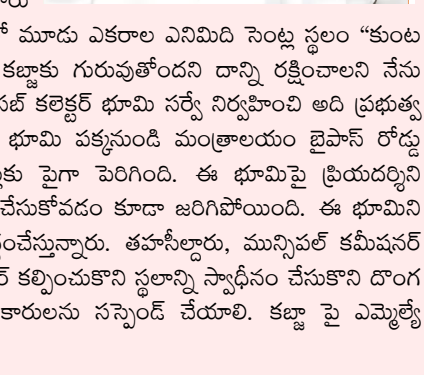 మూడు ఎకరాల ఎనిమిది సెంట్ల స్థలం “కుంట
కబ్జాకు గురువుతోందని దాన్ని రక్షించాలని నేను
సబ్ కలెక్టర్ భూమి సర్వే నిర్వహించి అది ప్రభుత్వ
భూమి పక్కనుండి మంత్రాలయం బైపాస్ రోడ్డు
పైగా పెరిగింది. ఈ భూమిపై ప్రియదర్శిని
చేసుకోవడం కూడా జరిగిపోయింది. ఈ భూమిని
తహసీల్దారు, మున్సిపల్ కమీషనర్
కల్పించుకొని స్థలాన్ని స్వాధీనం చేసుకొని దొంగ
సస్పెండ్ చేయాలి. కబ్జా పై ఎమ్మెల్యే